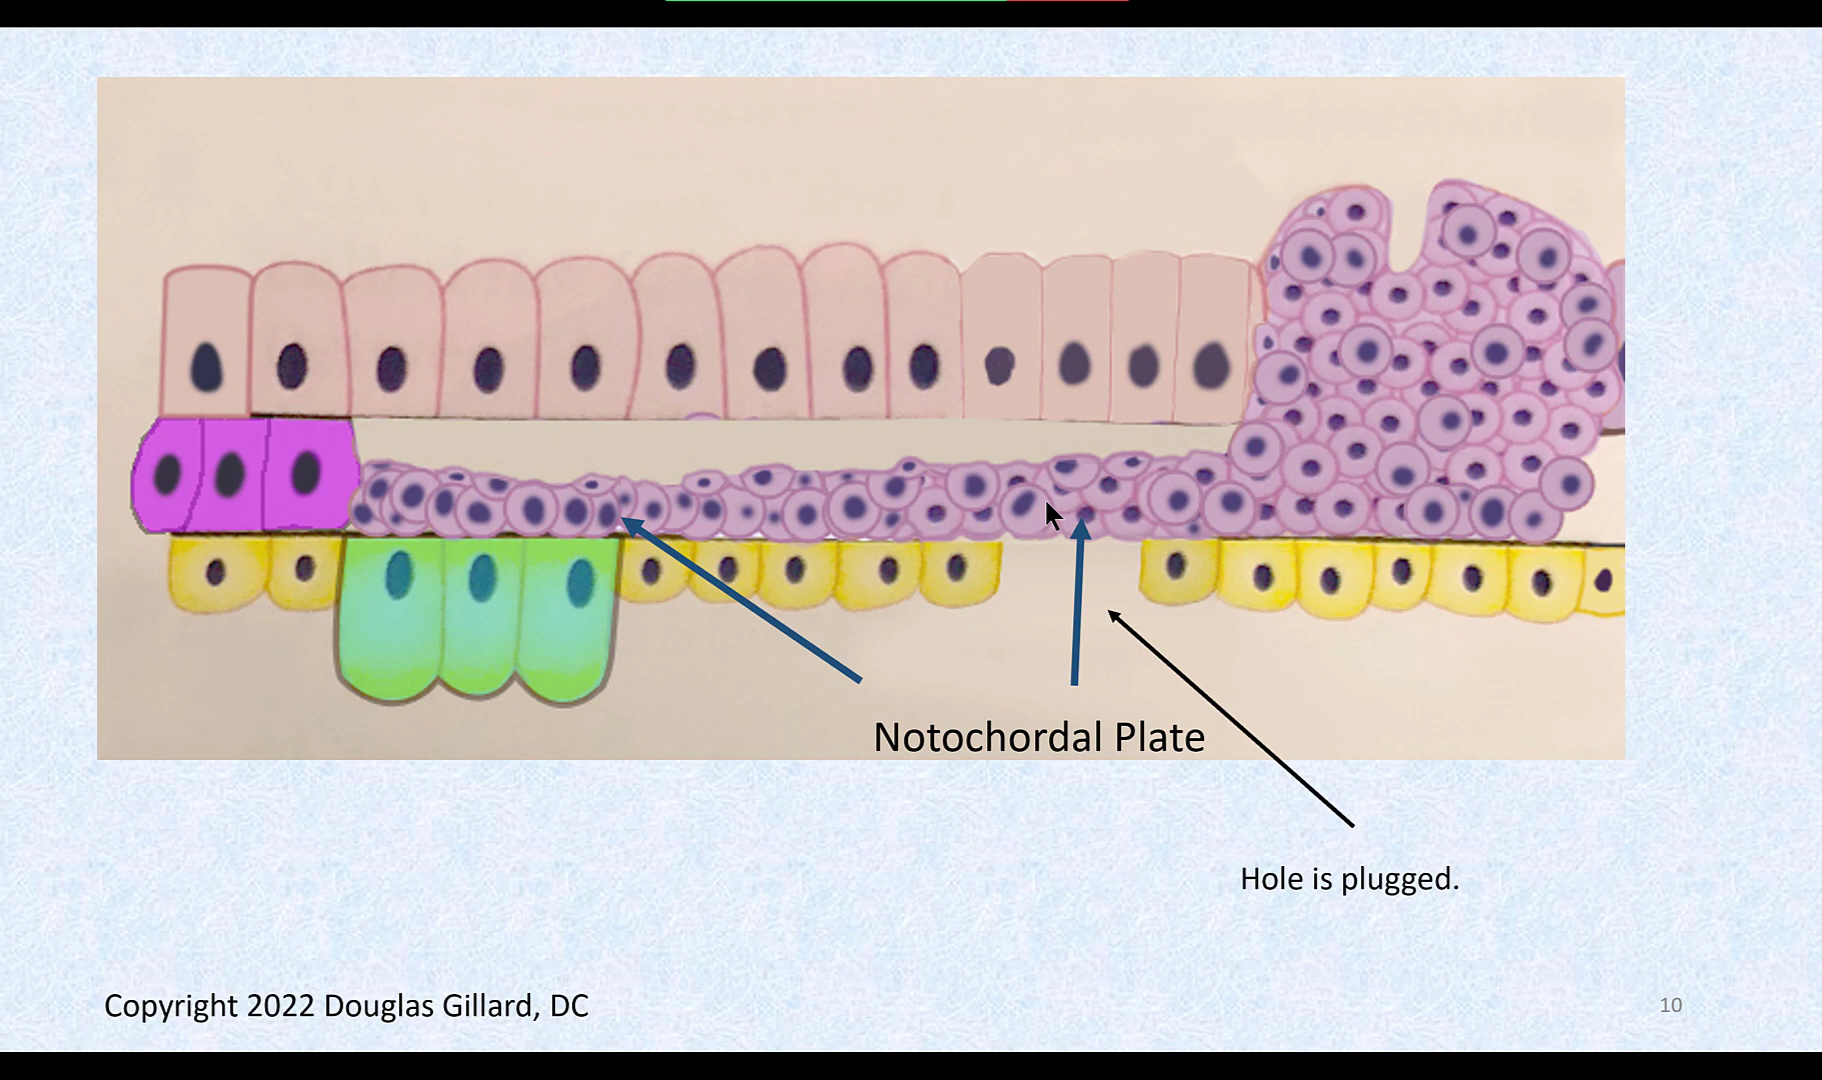 Notochordal Plate
Hole is plugged.
Copyright 2022 Douglas Gillard, DC
10